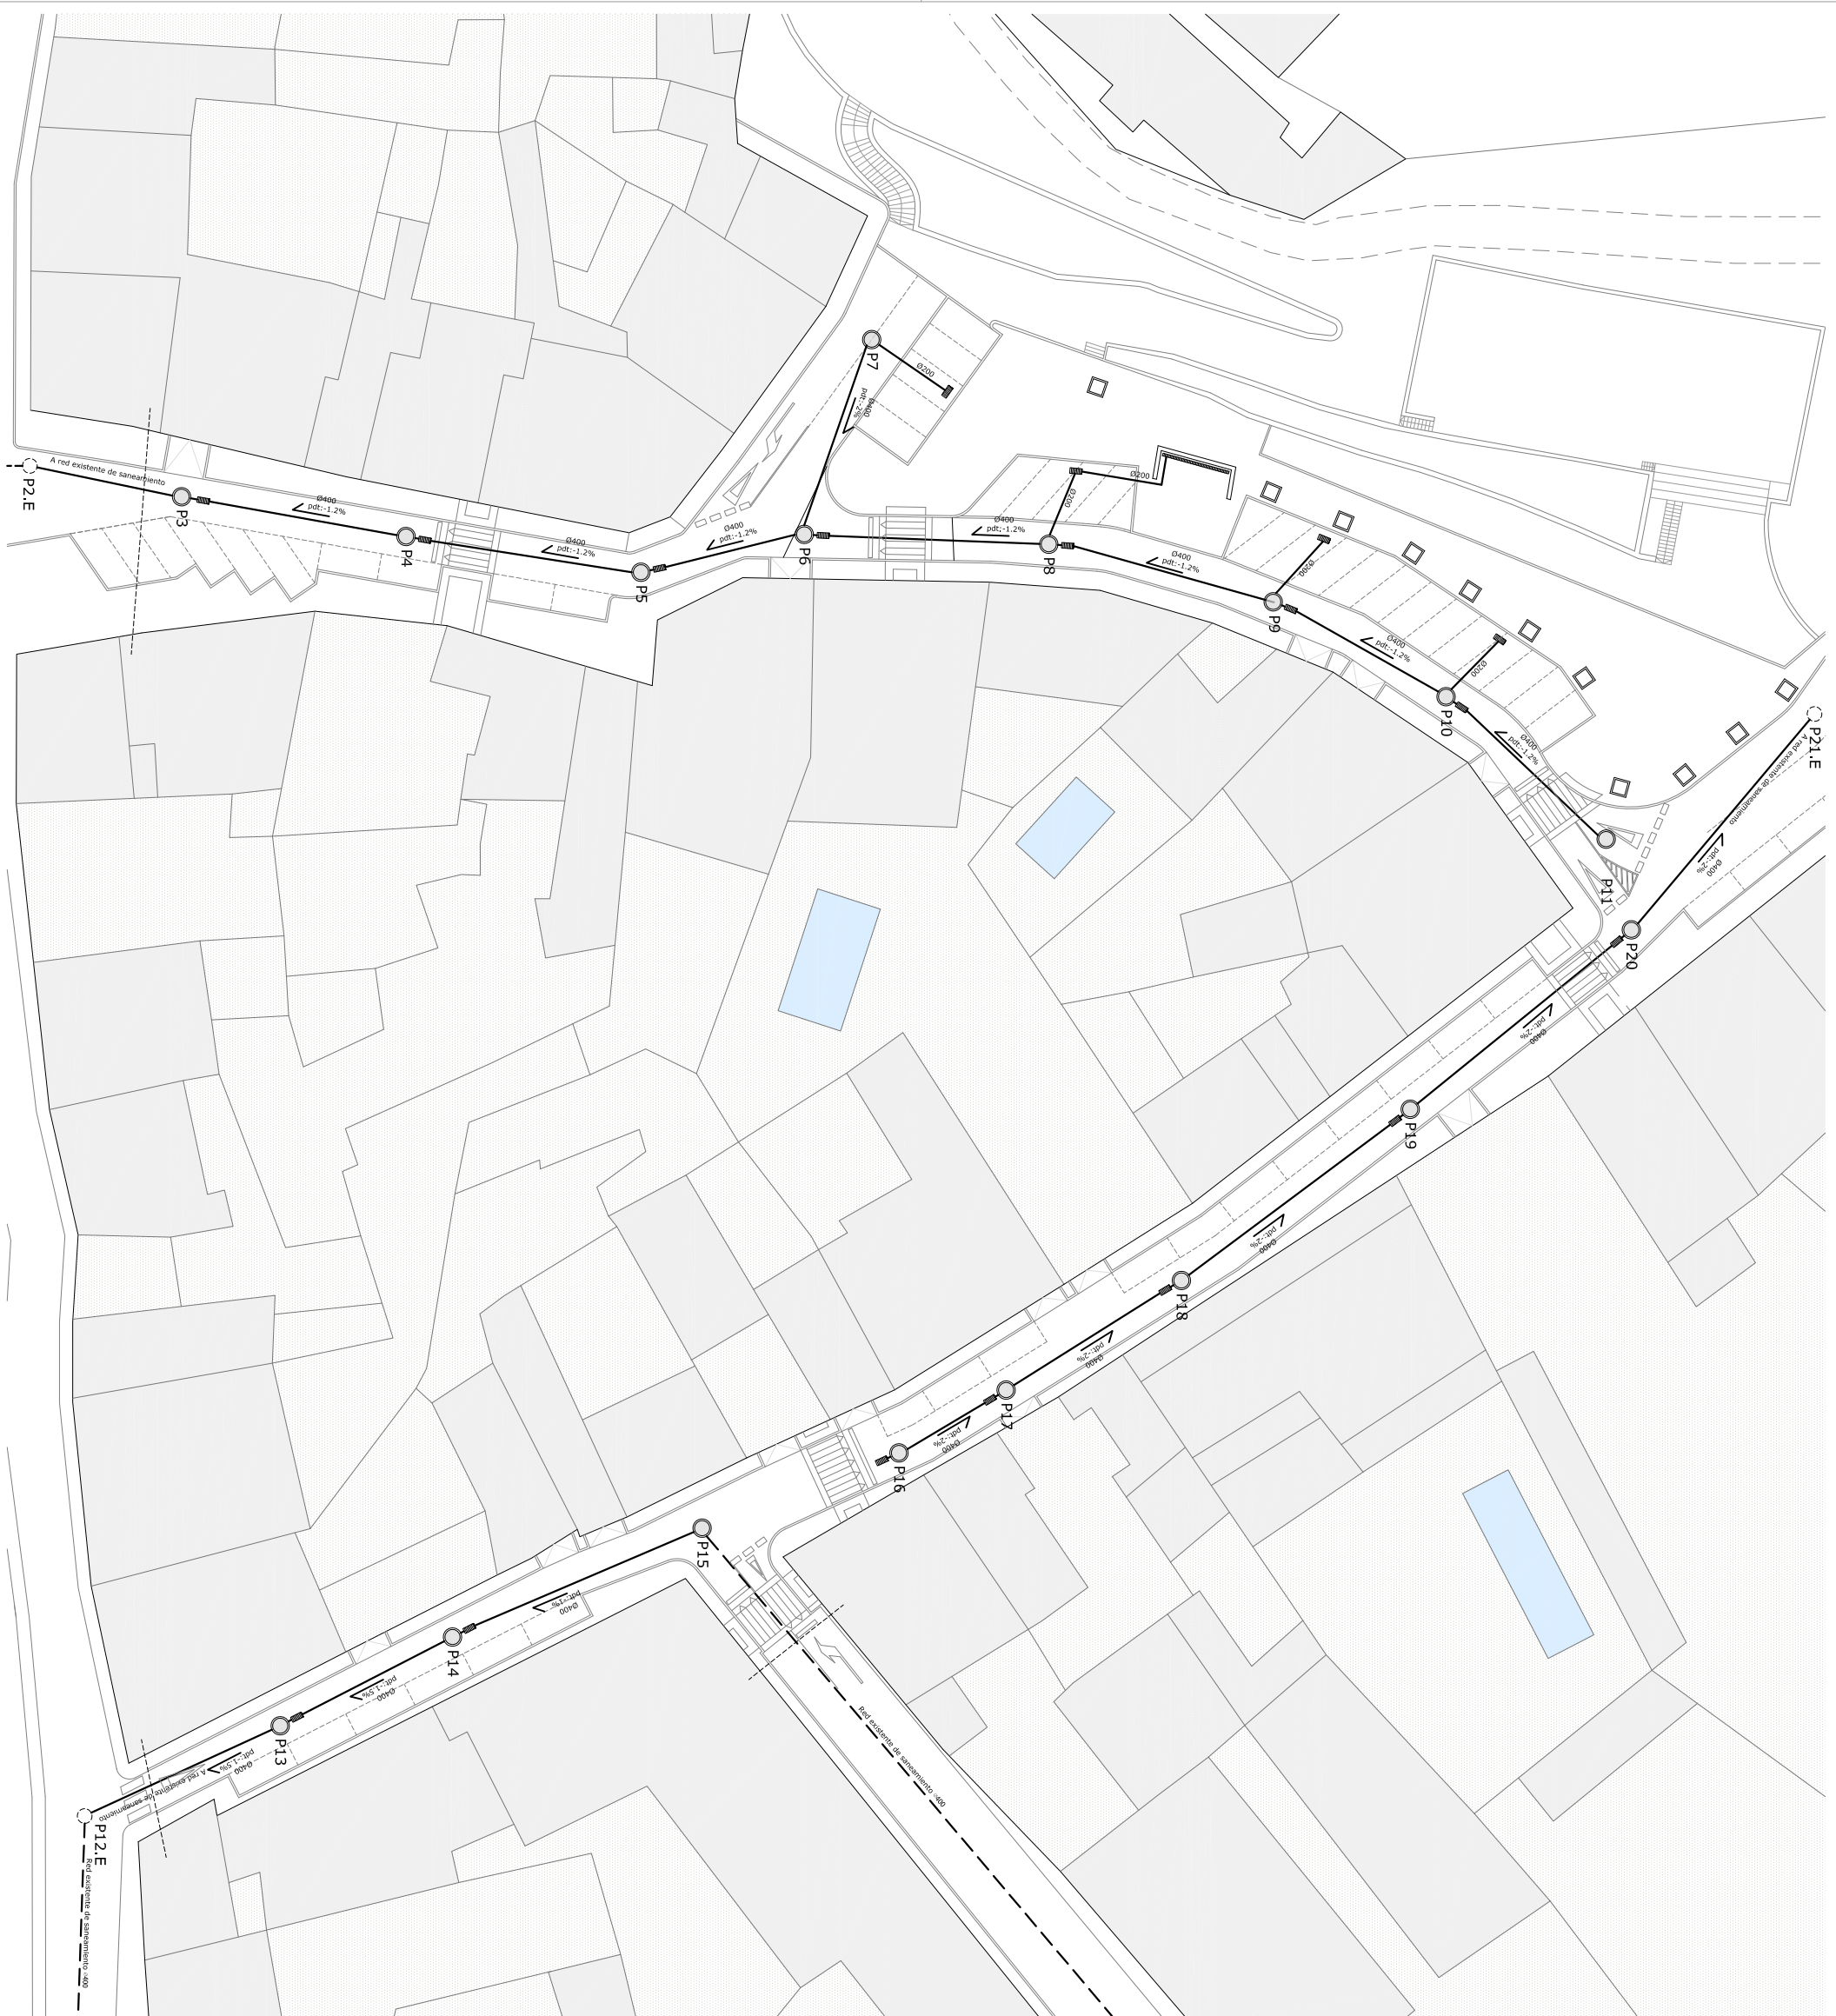 P7
Ø200
Ø400
pdt:-2%
A red existente de saneamiento
P2.E
P3
Ø400
pdt:-1.2%
P4
Ø400
pdt:-1.2%
P5
Ø400
pdt:-1.2%
P6
Ø400
pdt:-1.2%
P8
Ø200
Ø200
Ø400
pdt:-1.2%
P9
Ø200
Ø400
pdt:-1.2%
P10
Ø200
Ø400
pdt:-1.2%
P11
P21.E
A red existente de saneamiento
Ø400
pdt:-2%
P20
Ø400
pdt:-2%
P19
Ø400
pdt:-2%
P18
Ø400
pdt:-2%
P17
Ø400
pdt:-2%
P16
P15
Ø400
pdt:-1%
P14
Ø400
pdt:-1.5%
P13
Ø400
pdt:-1.5%
A red existente de saneamiento
P12.E
Red existente de saneamiento ø400
Red existente de saneamiento ø400